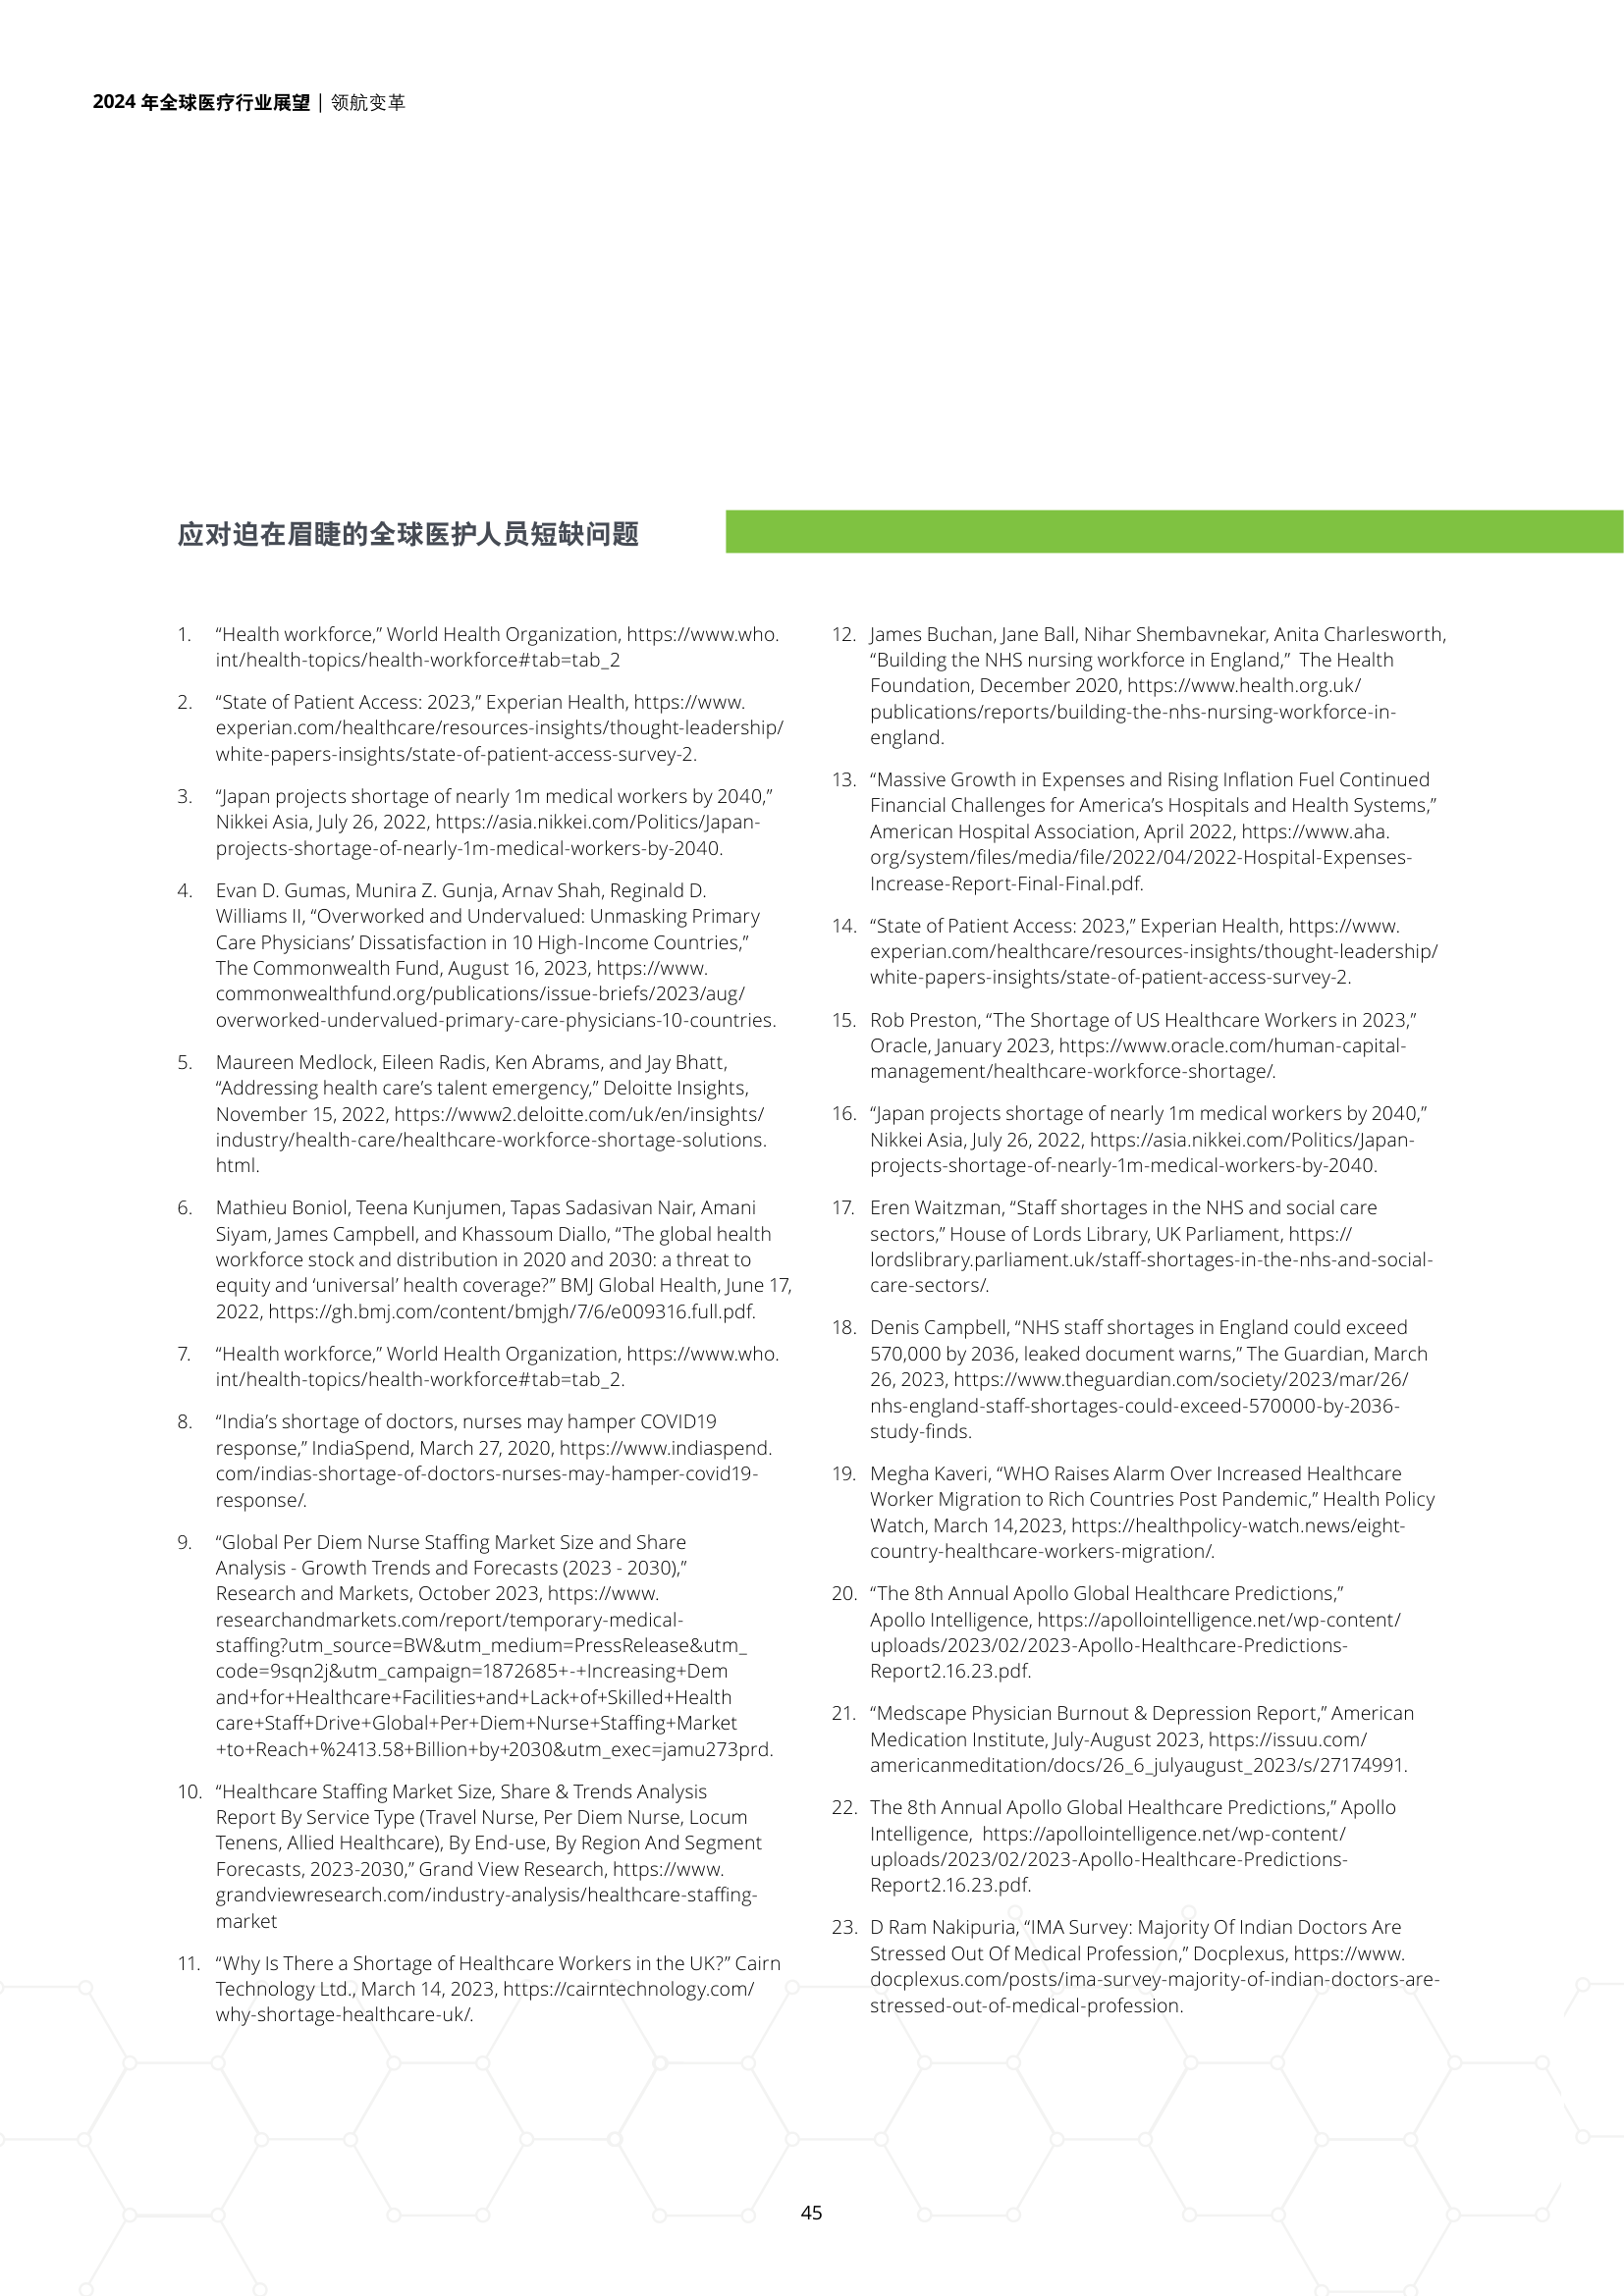 2024 年全球医疗行业展望 | 领航变革
应对迫在眉睫的全球医护人员短缺问题
1. “Health workforce,” World Health Organization, https://www.who.
int/health-topics/health-workforce#tab=tab_2
2. “State of Patient Access: 2023,” Experian Health, https://www.
experian.com/healthcare/resources-insights/thought-leadership/
white-papers-insights/state-of-patient-access-survey-2.
3. “Japan projects shortage of nearly 1m medical workers by 2040,”
Nikkei Asia, July 26, 2022, https://asia.nikkei.com/Politics/Japan-
projects-shortage-of-nearly-1m-medical-workers-by-2040.
4. Evan D. Gumas, Munira Z. Gunja, Arnav Shah, Reginald D.
Williams II, “Overworked and Undervalued: Unmasking Primary
Care Physicians’ Dissatisfaction in 10 High-Income Countries,”
The Commonwealth Fund, August 16, 2023, https://www.
commonwealthfund.org/publications/issue-briefs/2023/aug/
overworked-undervalued-primary-care-physicians-10-countries.
5. Maureen Medlock, Eileen Radis, Ken Abrams, and Jay Bhatt,
“Addressing health care’s talent emergency,” Deloitte Insights,
November 15, 2022, https://www2.deloitte.com/uk/en/insights/
industry/health-care/healthcare-workforce-shortage-solutions.
html.
6. Mathieu Boniol, Teena Kunjumen, Tapas Sadasivan Nair, Amani
Siyam, James Campbell, and Khassoum Diallo, “The global health
workforce stock and distribution in 2020 and 2030: a threat to
equity and ‘universal’ health coverage?” BMJ Global Health, June 17,
2022, https://gh.bmj.com/content/bmjgh/7/6/e009316.full.pdf.
7. “Health workforce,” World Health Organization, https://www.who.
int/health-topics/health-workforce#tab=tab_2.
8. “India’s shortage of doctors, nurses may hamper COVID19
response,” IndiaSpend, March 27, 2020, https://www.indiaspend.
com/indias-shortage-of-doctors-nurses-may-hamper-covid19-
response/.
9. “Global Per Diem Nurse Staffing Market Size and Share
Analysis - Growth Trends and Forecasts (2023 - 2030),”
Research and Markets, October 2023, https://www.
researchandmarkets.com/report/temporary-medical-
staffing?utm_source=BW&utm_medium=PressRelease&utm_
code=9sqn2j&utm_campaign=1872685+-+Increasing+Dem
and+for+Healthcare+Facilities+and+Lack+of+Skilled+Health
care+Staff+Drive+Global+Per+Diem+Nurse+Staffing+Market
+to+Reach+%2413.58+Billion+by+2030&utm_exec=jamu273prd.
10. “Healthcare Staffing Market Size, Share & Trends Analysis
Report By Service Type (Travel Nurse, Per Diem Nurse, Locum
Tenens, Allied Healthcare), By End-use, By Region And Segment
Forecasts, 2023-2030,” Grand View Research, https://www.
grandviewresearch.com/industry-analysis/healthcare-staffing-
market
11. “Why Is There a Shortage of Healthcare Workers in the UK?” Cairn
Technology Ltd., March 14, 2023, https://cairntechnology.com/
why-shortage-healthcare-uk/.
12. James Buchan, Jane Ball, Nihar Shembavnekar, Anita Charlesworth,
“Building the NHS nursing workforce in England,” The Health
Foundation, December 2020, https://www.health.org.uk/
publications/reports/building-the-nhs-nursing-workforce-in-
england.
13. “Massive Growth in Expenses and Rising Inflation Fuel Continued
Financial Challenges for America’s Hospitals and Health Systems,”
American Hospital Association, April 2022, https://www.aha.
org/system/files/media/file/2022/04/2022-Hospital-Expenses-
Increase-Report-Final-Final.pdf.
14. “State of Patient Access: 2023,” Experian Health, https://www.
experian.com/healthcare/resources-insights/thought-leadership/
white-papers-insights/state-of-patient-access-survey-2.
15. Rob Preston, “The Shortage of US Healthcare Workers in 2023,”
Oracle, January 2023, https://www.oracle.com/human-capital-
management/healthcare-workforce-shortage/.
16. “Japan projects shortage of nearly 1m medical workers by 2040,”
Nikkei Asia, July 26, 2022, https://asia.nikkei.com/Politics/Japan-
projects-shortage-of-nearly-1m-medical-workers-by-2040.
17. Eren Waitzman, “Staff shortages in the NHS and social care
sectors,” House of Lords Library, UK Parliament, https://
lordslibrary.parliament.uk/staff-shortages-in-the-nhs-and-social-
care-sectors/.
18. Denis Campbell, “NHS staff shortages in England could exceed
570,000 by 2036, leaked document warns,” The Guardian, March
26, 2023, https://www.theguardian.com/society/2023/mar/26/
nhs-england-staff-shortages-could-exceed-570000-by-2036-
study-finds.
19. Megha Kaveri, “WHO Raises Alarm Over Increased Healthcare
Worker Migration to Rich Countries Post Pandemic,” Health Policy
Watch, March 14,2023, https://healthpolicy-watch.news/eight-
country-healthcare-workers-migration/.
20. “The 8th Annual Apollo Global Healthcare Predictions,”
Apollo Intelligence, https://apollointelligence.net/wp-content/
uploads/2023/02/2023-Apollo-Healthcare-Predictions-
Report2.16.23.pdf.
21. “Medscape Physician Burnout & Depression Report,” American
Medication Institute, July-August 2023, https://issuu.com/
americanmeditation/docs/26_6_julyaugust_2023/s/27174991.
22. The 8th Annual Apollo Global Healthcare Predictions,” Apollo
Intelligence, https://apollointelligence.net/wp-content/
uploads/2023/02/2023-Apollo-Healthcare-Predictions-
Report2.16.23.pdf.
23. D Ram Nakipuria, “IMA Survey: Majority Of Indian Doctors Are
Stressed Out Of Medical Profession,” Docplexus, https://www.
docplexus.com/posts/ima-survey-majority-of-indian-doctors-are-
stressed-out-of-medical-profession.
45